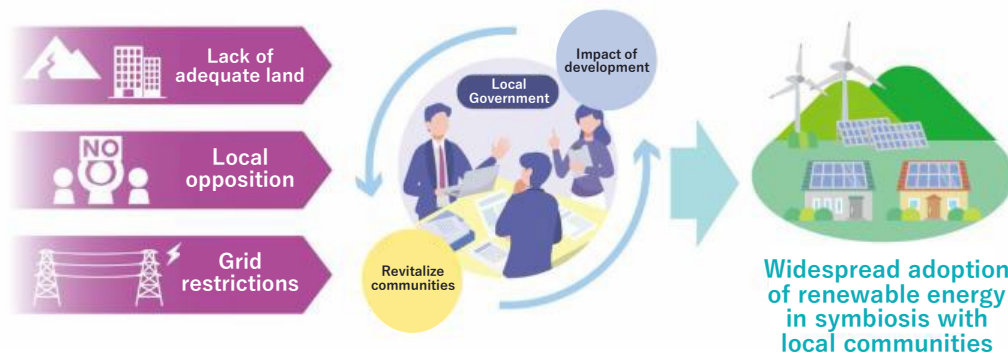 Lack of
adequate land
NO
Local
opposition
Grid
restrictions
Impact of
development
Local
Government
Revitalize
communities
Widespread adoption
of renewable energy
in symbiosis with
local communities